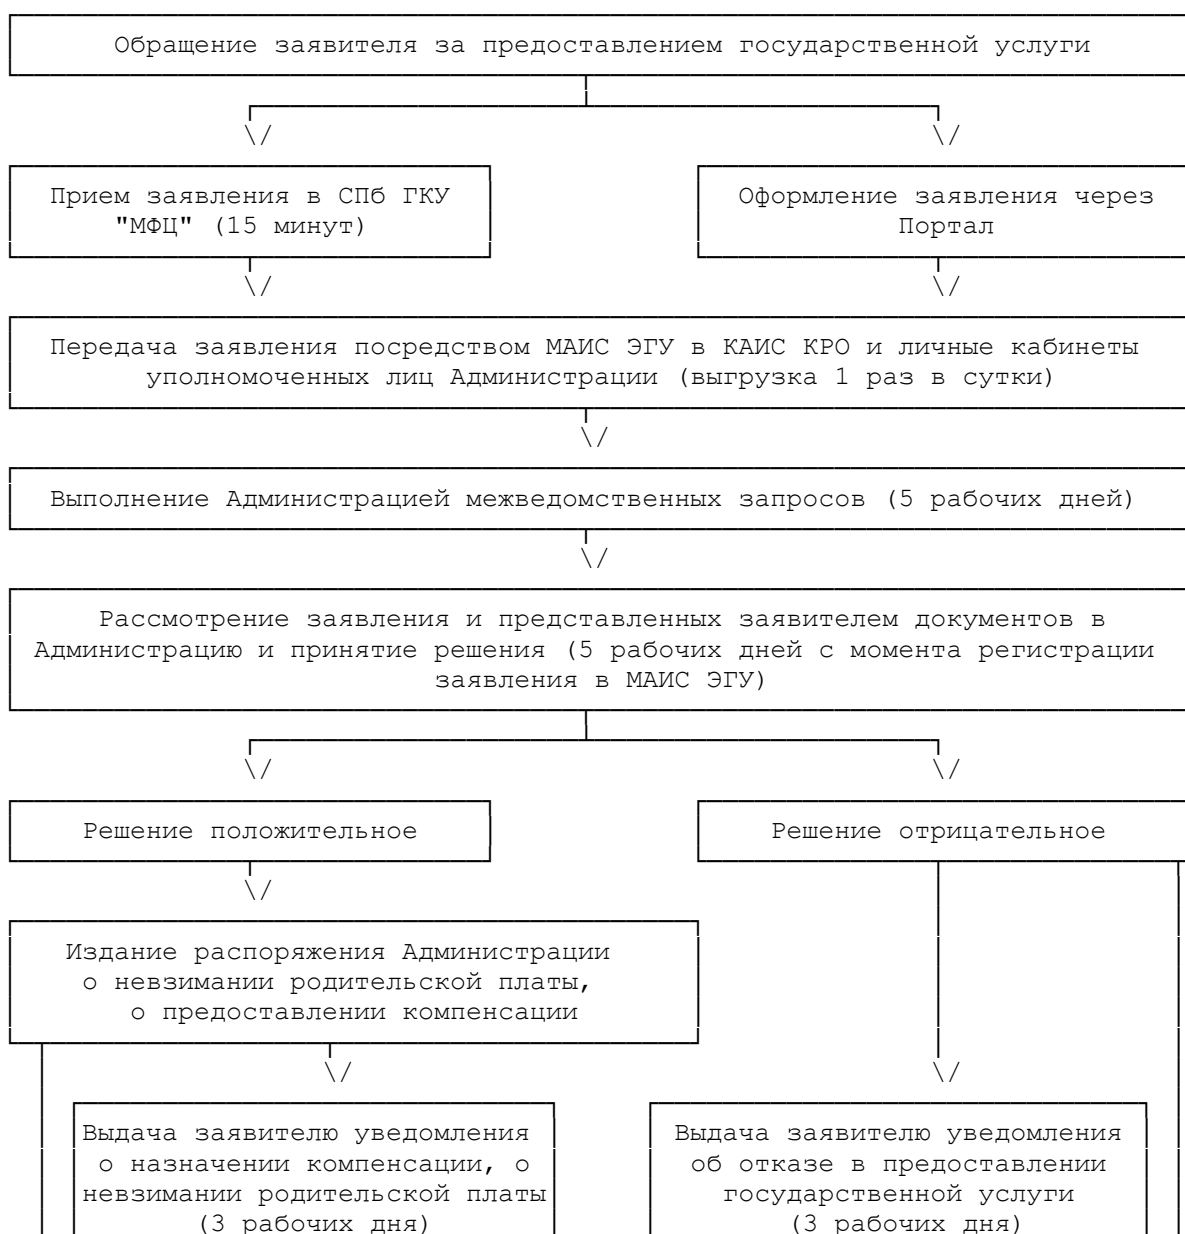 Обращение заявителя за предоставлением государственной услуги
Прием заявления в СПб ГКУ
"МФЦ" (15 минут)
Оформление заявления через
Портал
Передача заявления посредством МАИС ЭГУ в КАИС КРО и личные кабинеты
уполномоченных лиц Администрации (выгрузка 1 раз в сутки)
Выполнение Администрацией межведомственных запросов (5 рабочих дней)
Рассмотрение заявления и представленных заявителем документов в
Администрацию и принятие решения (5 рабочих дней с момента регистрации
заявления в МАИС ЭГУ)
Решение положительное
Решение отрицательное
Издание распоряжения Администрации
о невзимании родительской платы,
о предоставлении компенсации
Выдача заявителю уведомления
о назначении компенсации, о
невзимании родительской платы
(3 рабочих дня)
Выдача заявителю уведомления
об отказе в предоставлении
государственной услуги
(3 рабочих дня)